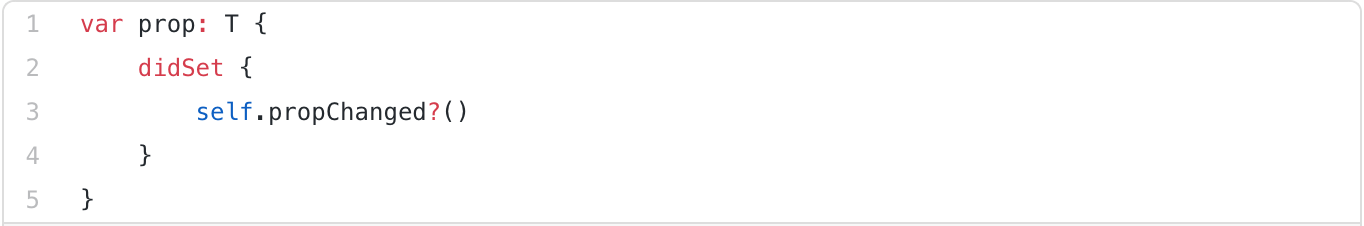 1 var prop: T {
2 didSet {
3 self.propChanged?()
4 }
5 }